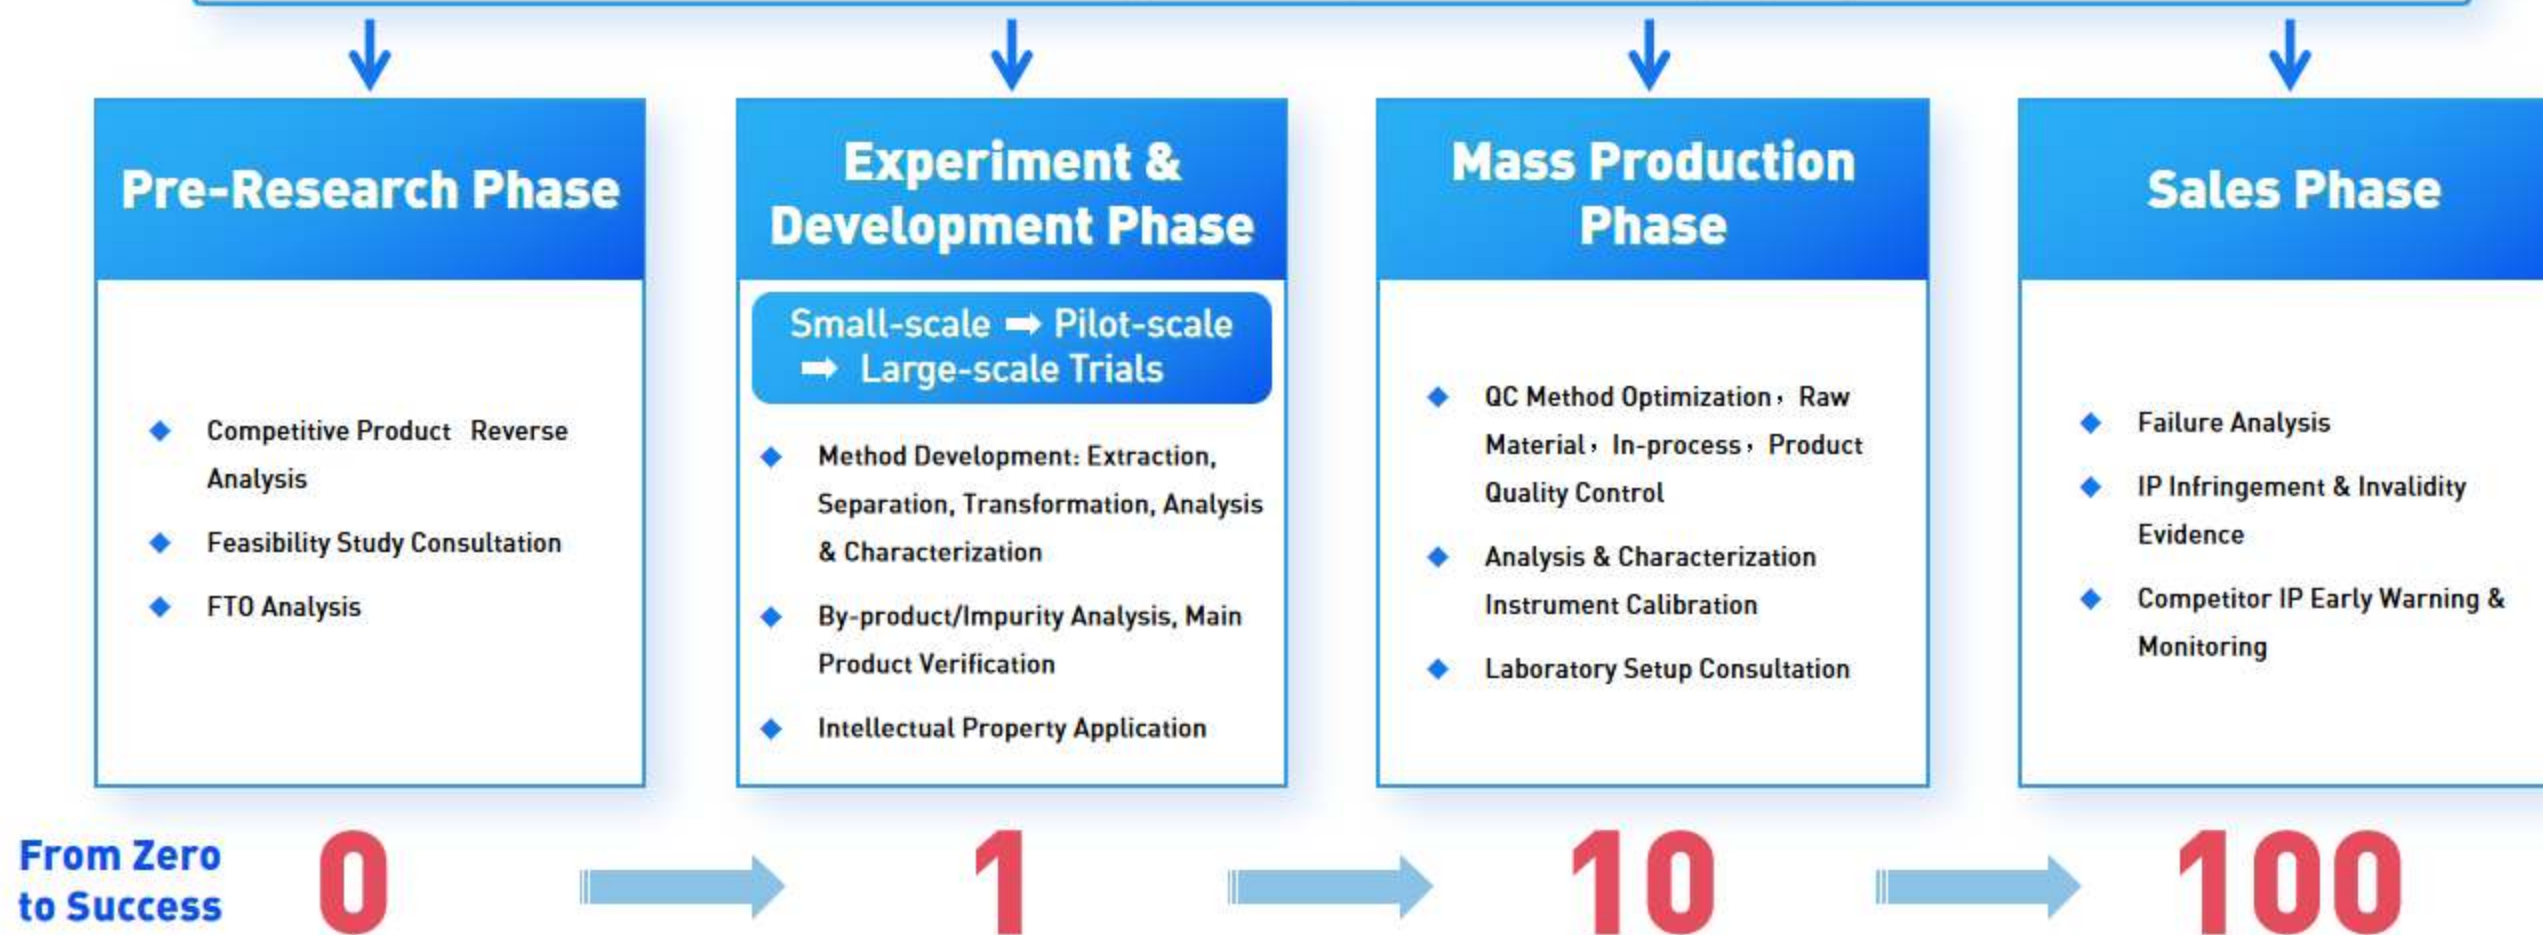 Pre-Research Phase
Competitive Product Reverse
Analysis
Feasibility Study Consultation
FTO Analysis
Experiment &
Development Phase
Small-scale ➡ Pilot-scale
➡ Large-scale Trials
Method Development: Extraction,
Separation, Transformation, Analysis
& Characterization
By-product/Impurity Analysis, Main
Product Verification
Intellectual Property Application
Mass Production
Phase
QC Method Optimization，Raw
Material，In-process，Product
Quality Control
Analysis & Characterization
Instrument Calibration
Laboratory Setup Consultation
Sales Phase
Failure Analysis
IP Infringement & Invalidity
Evidence
Competitor IP Early Warning &
Monitoring
From Zero
to Success
0
1
10
100